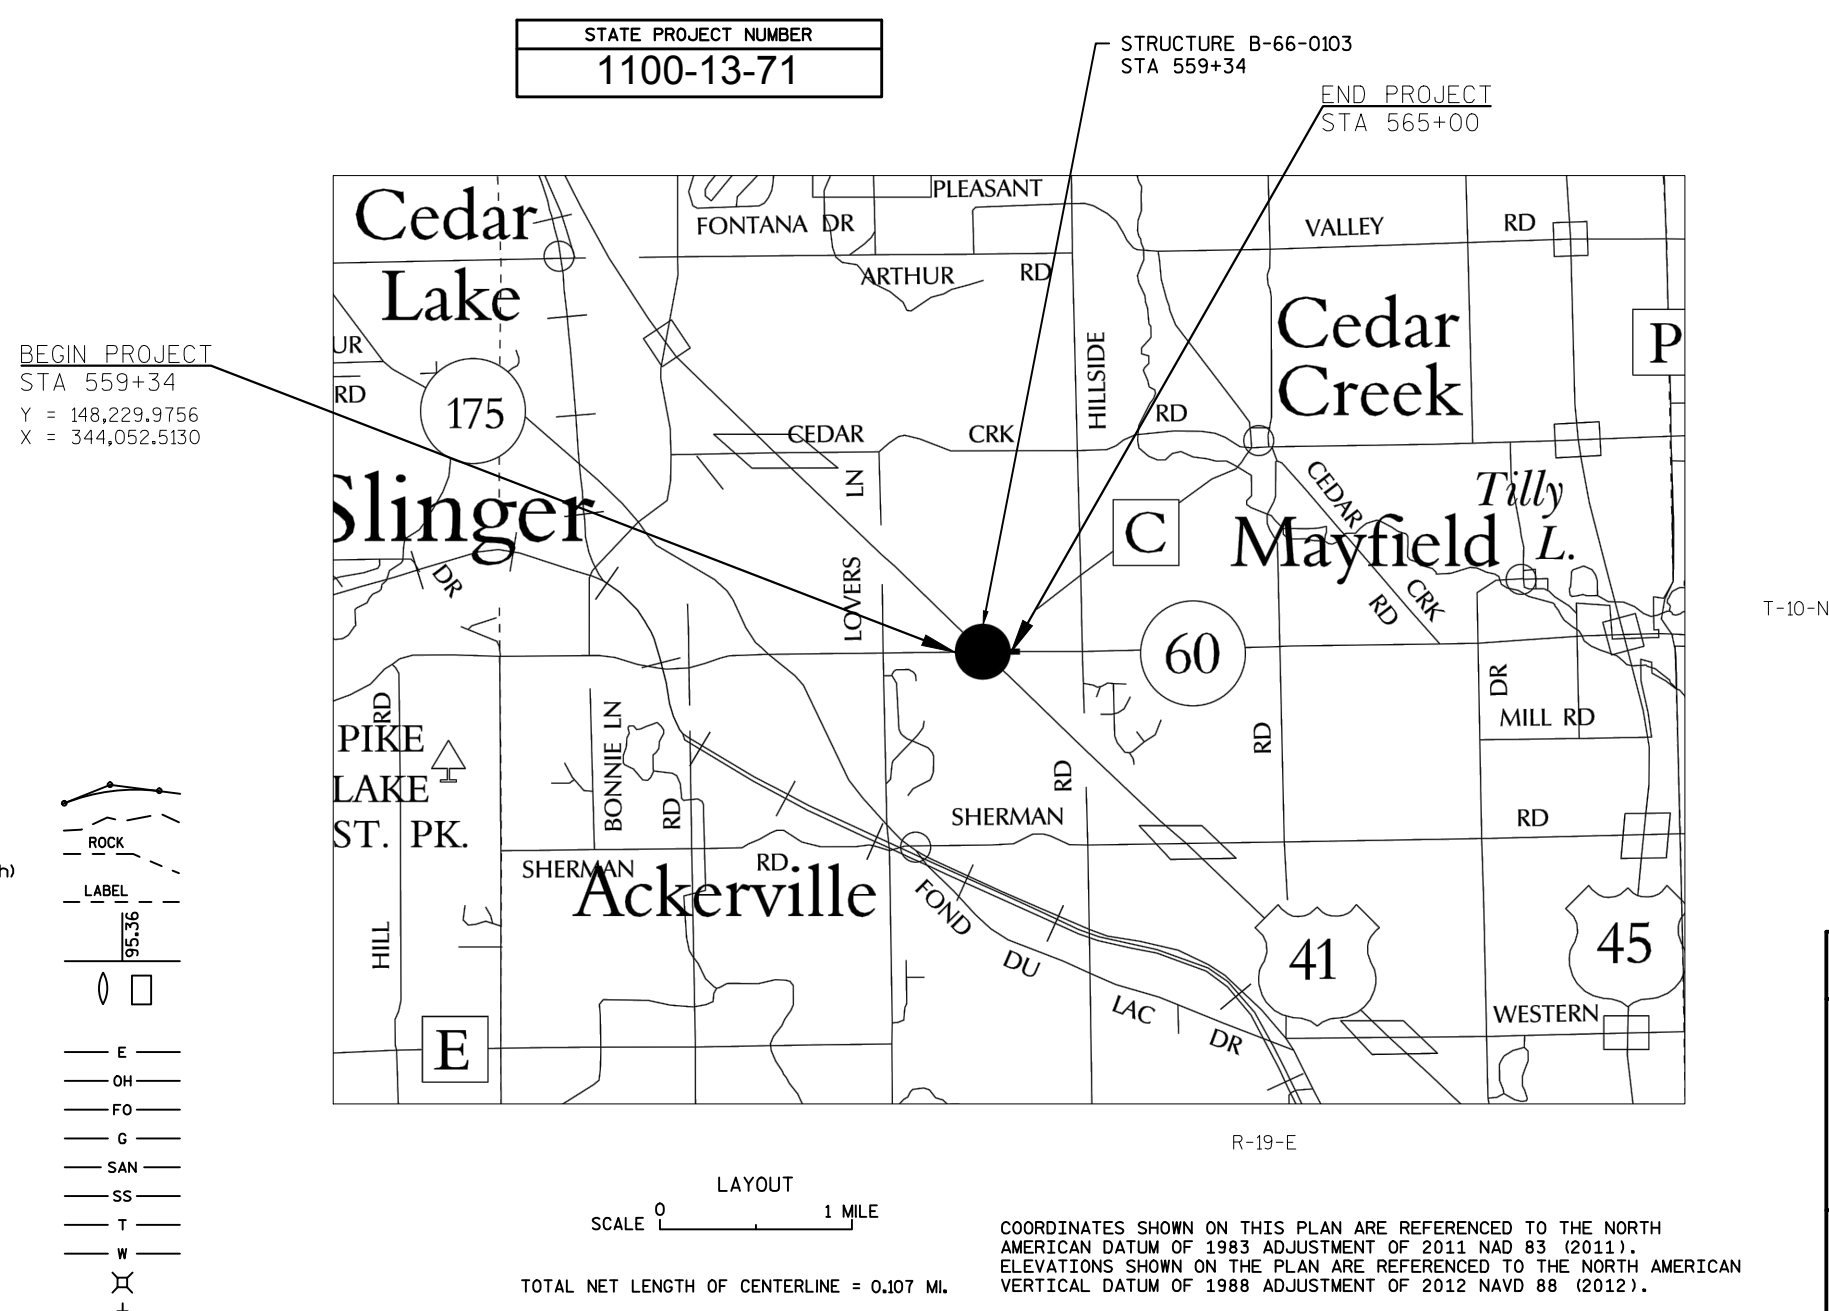 STATE PROJECT NUMBER
1100-13-71
STRUCTURE B-66-0103
STA 559+34
END PROJECT
STA 565+00
BEGIN PROJECT
STA 559+34
Y = 148,229.9756
X = 344,052.5130
Cedar
Lake
PLEASANT
FONTANA DR
VALLEY RD
ARTHUR RD
UR
RD
175
HILLSIDE
Cedar
Creek
P
RD
CEDAR CRK
LN
Slinger
DR
LOVERS
C
CEDAR
CRK
RD
Mayfield
Tilly
L.
60
T-10-N
RD
PIKE
LAKE
ST. PK.
BONNIE LN
RD
RD
RD
DR
MILL RD
SHERMAN
RD
SHERMAN
RD
Ackerville
HILL
FOND
DU
LAC
DR
41
45
WESTERN
E
R-19-E
h)
ROCK
LABEL
95.36
E
OH
FO
G
SAN
SS
T
W
LAYOUT
SCALE 0 1 MILE
TOTAL NET LENGTH OF CENTERLINE = 0.107 MI.
COORDINATES SHOWN ON THIS PLAN ARE REFERENCED TO THE NORTH
AMERICAN DATUM OF 1983 ADJUSTMENT OF 2011 NAD 83 (2011).
ELEVATIONS SHOWN ON THE PLAN ARE REFERENCED TO THE NORTH AMERICAN
VERTICAL DATUM OF 1988 ADJUSTMENT OF 2012 NAVD 88 (2012).